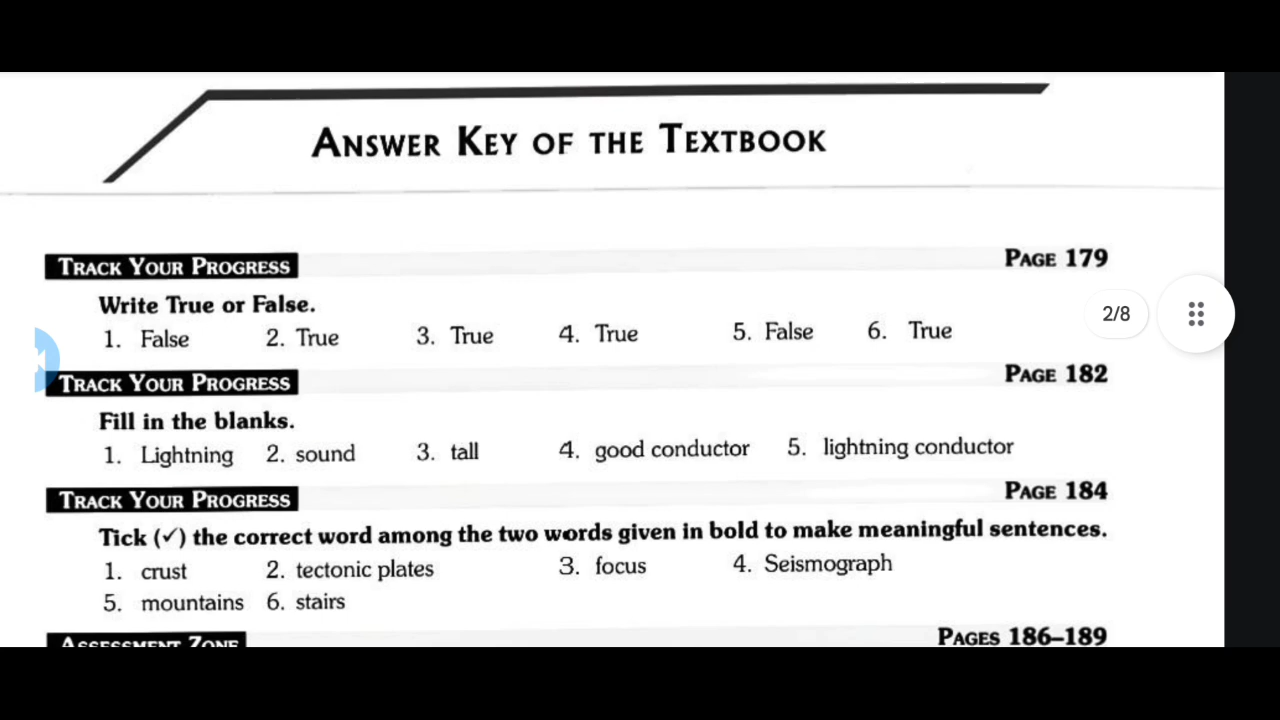 ANSWER KEY OF THE TEXTBOOK
TRACK YOUR PROGRESS PAGE 179
Write True or False.
1. False 2. True 3. True 4. True 5. False 6. True
2/8
TRACK YOUR PROGRESS PAGE 182
Fill in the blanks.
1. Lightning 2. sound 3. tall 4. good conductor 5. lightning conductor
TRACK YOUR PROGRESS PAGE 184
Tick (✓) the correct word among the two words given in bold to make meaningful sentences.
1. crust 2. tectonic plates 3. focus 4. Seismograph
5. mountains 6. stairs
ASSESSMENT ZONE PAGES 186–189